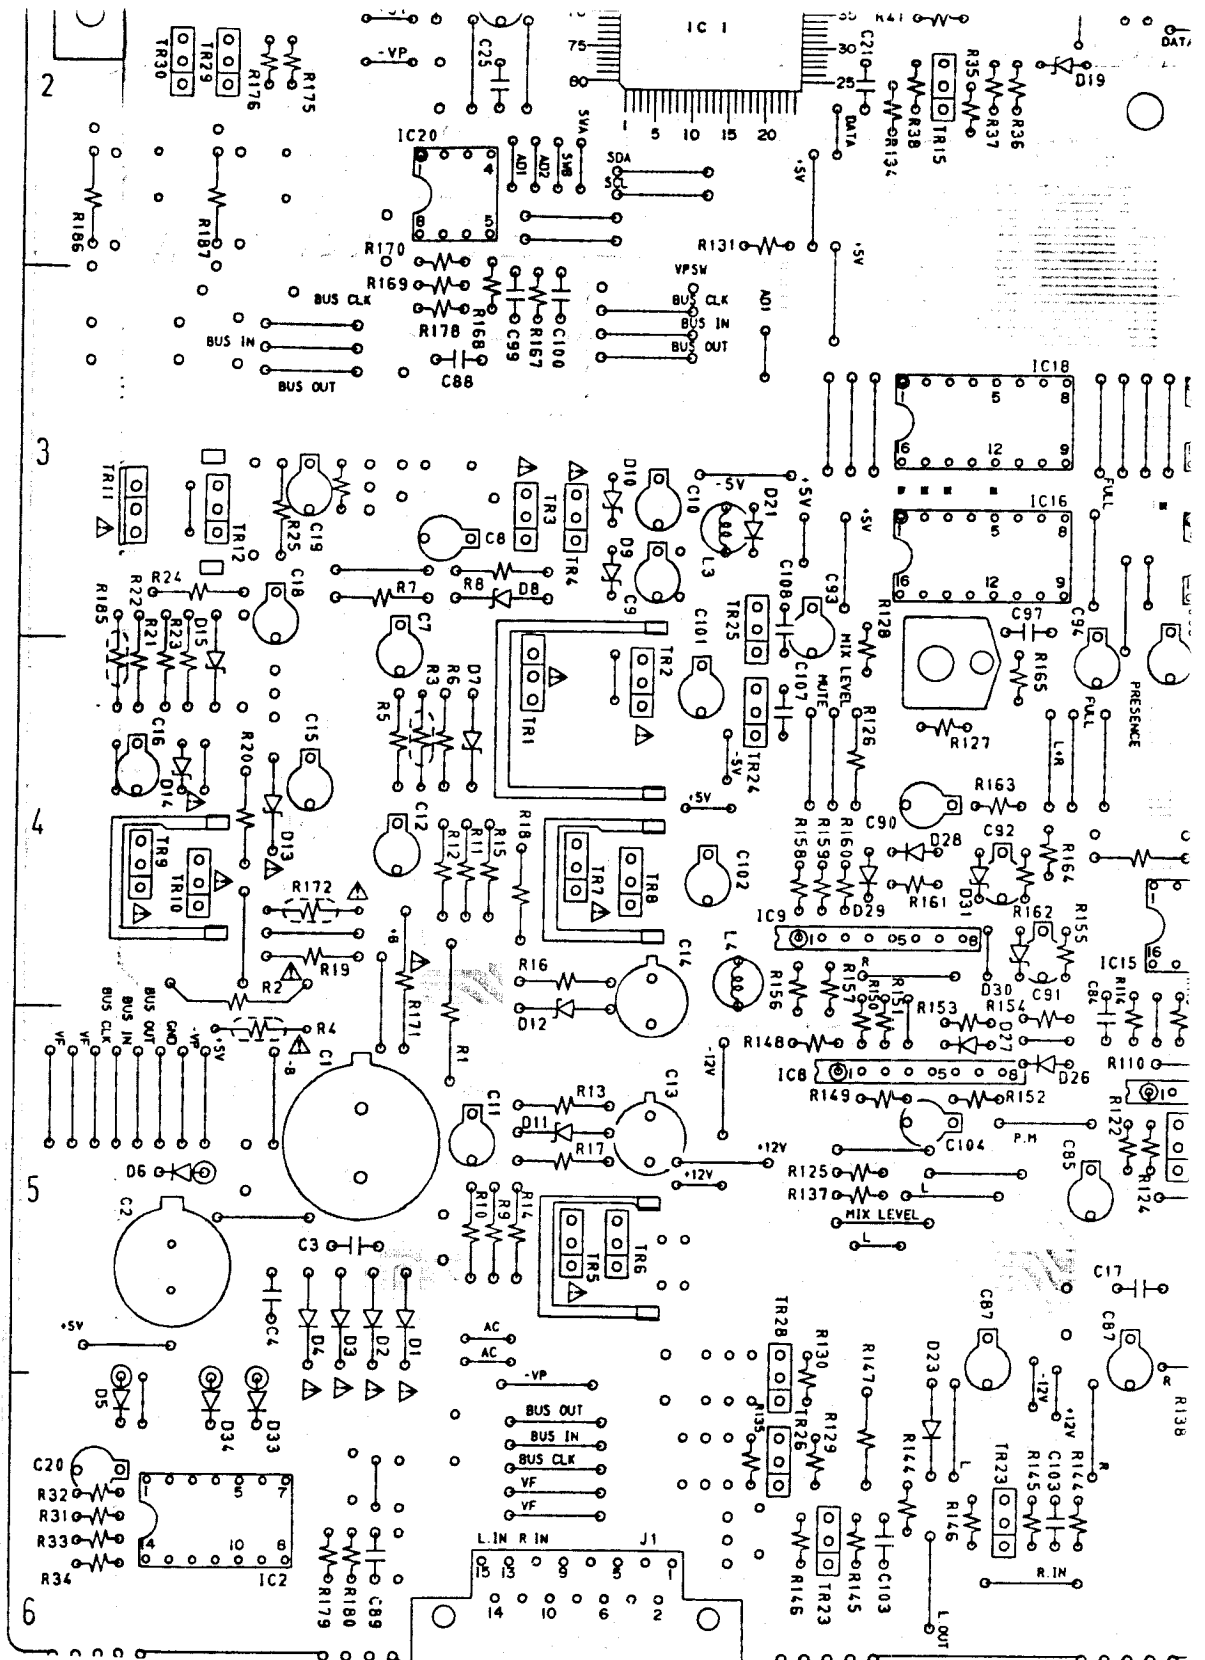 2
TR30
TR29
R176
R175
-VP
C25
75
80
IC 1
35
30
25
C21
R41
R38
TR15
R35
R37
R36
D19
DATA
1 5 10 15 20
IC20
1 4
8 5
AD1
AD2
SWB
SVA
SDA
SCL
DATA
R134
+5V
R186
R187
R170
R131
+5V
R169
R178
R168
C99
R167
C100
C88
BUS CLK
BUS IN
BUS OUT
VPSW
BUS CLK
BUS IN
BUS OUT
AD1
IC18
1 5 8
16 12 9
3
TR11
TR12
R25
C19
C8
TR3
TR4
D10
C10
-5V
D21
+5V
+5V
IC16
FULL
1 5 8
16 12 9
R24
R22
R185
R21
R23
D15
C18
R7
R8
D8
D9
C9
L3
C108
C93
TR25
C101
R128
C97
C94
C7
R3
R6
D7
R5
TR1
TR2
C107
TR24
MIX LEVEL
MUTE
R126
R165
R127
FULL
L+R
PRESENCE
C16
D14
R20
C15
D13
-5V
+5V
4
TR9
TR10
R172
C12
R12
R11
R15
R18
TR7
TR8
C102
R158
R159
R160
C90
D28
R163
C92
R164
D29
R161
D31
R162
R155
IC9
1 5 8
IC15
16
R19
R2
+B
R171
R16
D12
C14
L4
R156
R157
R150
R151
R
R153
R154
D30
C91
C84
R114
VF
VF
BUS CLK
BUS IN
BUS OUT
GND
-VP
+5V
R4
-B
C1
R1
-12V
R148
IC8
1 5 8
D27
D26
R110
R149
R152
C11
R13
D11
R17
C13
C104
P.M
R122
R124
C85
D6
+12V
+12V
R125
R137
L
MIX LEVEL
L
5
C2
C3
R10
R9
R14
TR5
TR6
C4
D4
D3
D2
D1
C17
C87
C87
+5V
AC
AC
-VP
TR28
R130
R147
D23
-12V
+12V
R
R138
D5
D34
D33
BUS OUT
BUS IN
BUS CLK
VF
VF
R135
TR26
R129
R144
L
TR23
R145
C103
R144
R
C20
R32
R31
R33
R34
1 5 7
14 10 8
IC2
R179
R180
C89
L.IN R IN J1
15 13 9 1
14 10 6 2
R146
TR23
R145
C103
R146
R.IN
L.OUT
6